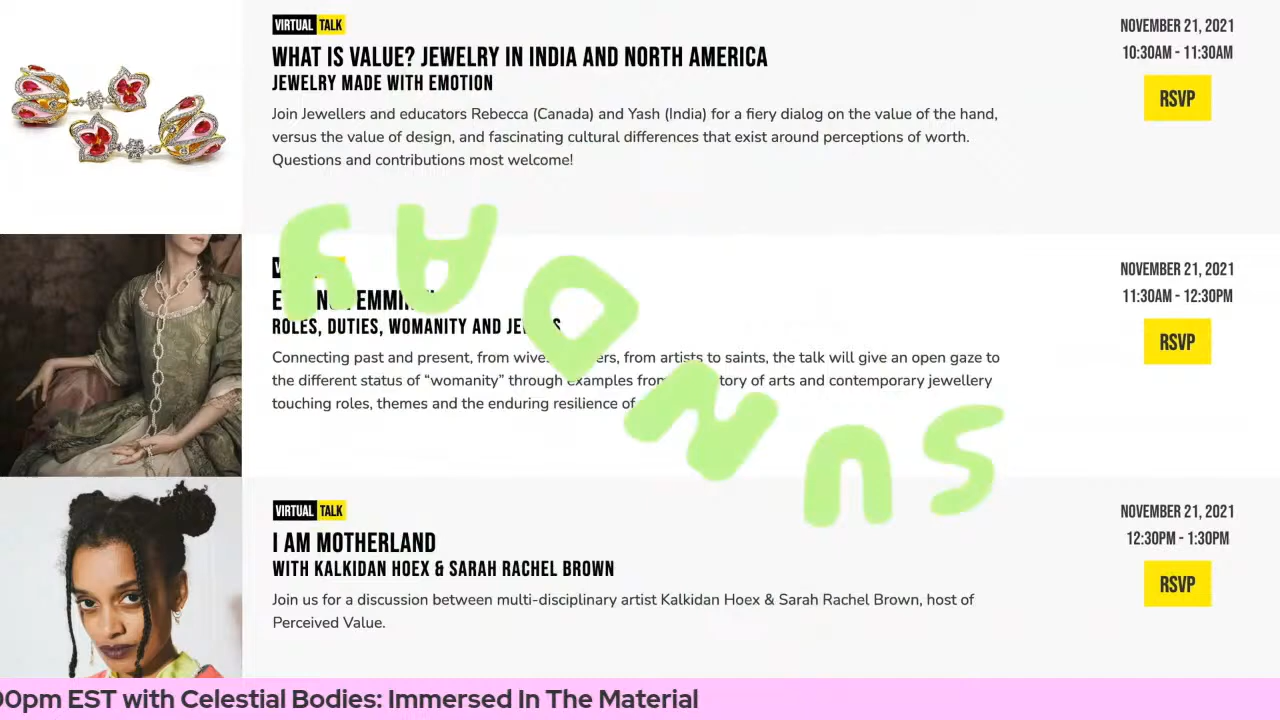 VIRTUAL TALK
WHAT IS VALUE? JEWELRY IN INDIA AND NORTH AMERICA
JEWELRY MADE WITH EMOTION
Join Jewellers and educators Rebecca (Canada) and Yash (India) for a fiery dialog on the value of the hand,
versus the value of design, and fascinating cultural differences that exist around perceptions of worth.
Questions and contributions most welcome!
NOVEMBER 21, 2021
10:30AM - 11:30AM
RSVP
ROLES, DUTIES, WOMANITY AND
Connecting past and present, from from artists to saints, the talk will give an open gaze to
the different status of “womanity” through examples of arts and contemporary jewellery
touching roles, themes and the enduring resilience of
NOVEMBER 21, 2021
11:30AM - 12:30PM
RSVP
SUNDAY
VIRTUAL TALK
I AM MOTHERLAND
WITH KALKIDAN HOEX & SARAH RACHEL BROWN
Join us for a discussion between multi-disciplinary artist Kalkidan Hoex & Sarah Rachel Brown, host of
Perceived Value.
NOVEMBER 21, 2021
12:30PM - 1:30PM
RSVP
00pm EST with Celestial Bodies: Immersed In The Material